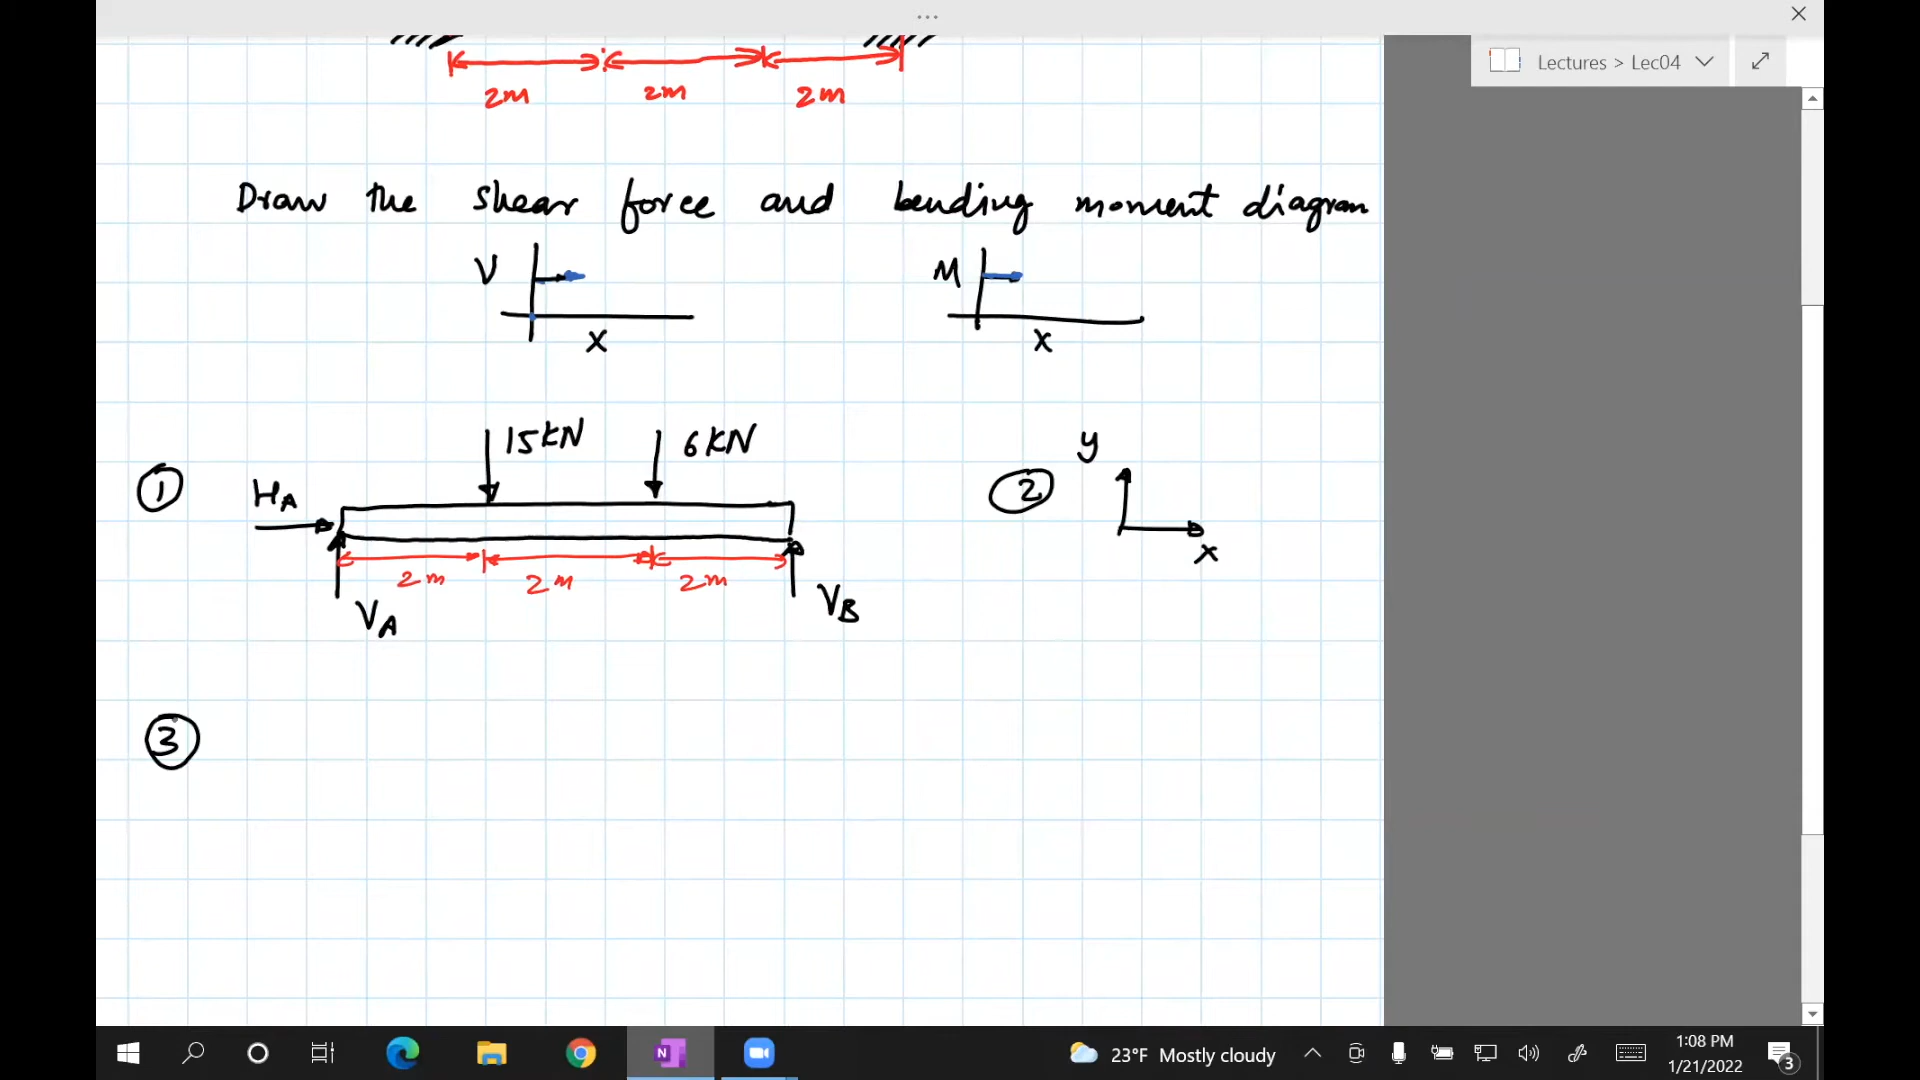 ...
Lectures > Lec04
2m 2m 2m
Draw the shear force and bending moment diagram
V M
x x
15kN 6kN y
1 HA 2
x
2m 2m 2m
VA VB
3
23°F Mostly cloudy
1:08 PM
1/21/2022
3